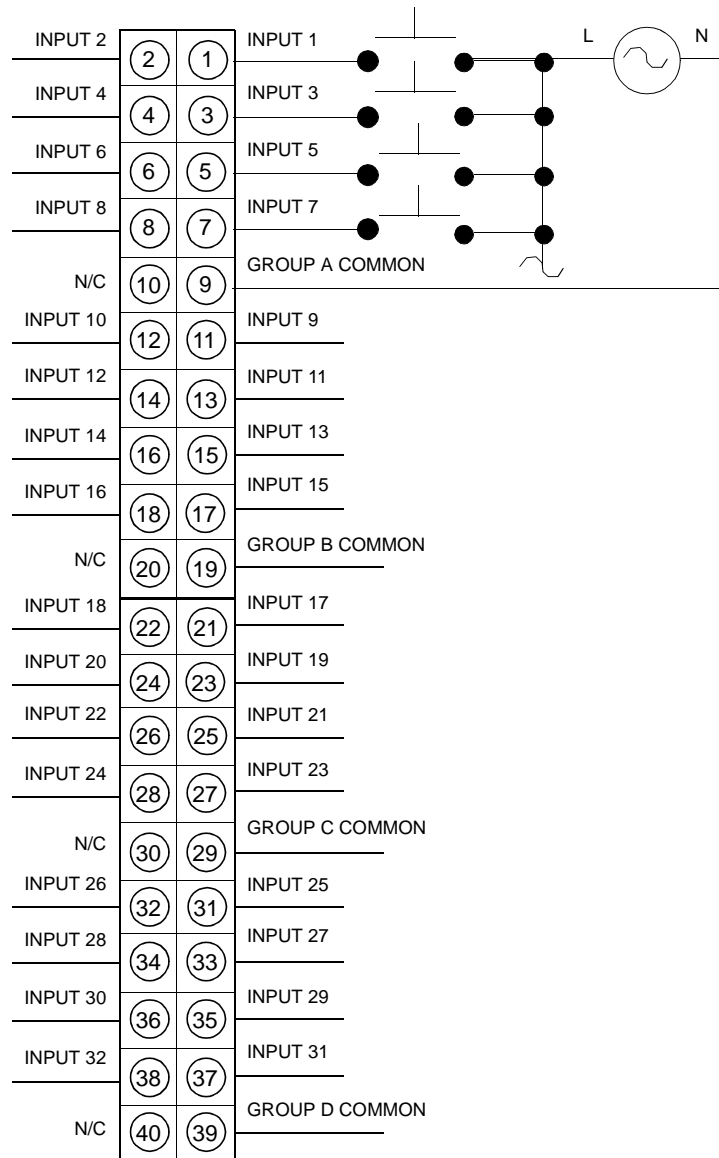 INPUT 2 2 1 INPUT 1 L N
INPUT 4 4 3 INPUT 3
INPUT 6 6 5 INPUT 5
INPUT 8 8 7 INPUT 7
N/C 10 9 GROUP A COMMON
INPUT 10 12 11 INPUT 9
INPUT 12 14 13 INPUT 11
INPUT 14 16 15 INPUT 13
INPUT 16 18 17 INPUT 15
N/C 20 19 GROUP B COMMON
INPUT 18 22 21 INPUT 17
INPUT 20 24 23 INPUT 19
INPUT 22 26 25 INPUT 21
INPUT 24 28 27 INPUT 23
N/C 30 29 GROUP C COMMON
INPUT 26 32 31 INPUT 25
INPUT 28 34 33 INPUT 27
INPUT 30 36 35 INPUT 29
INPUT 32 38 37 INPUT 31
N/C 40 39 GROUP D COMMON